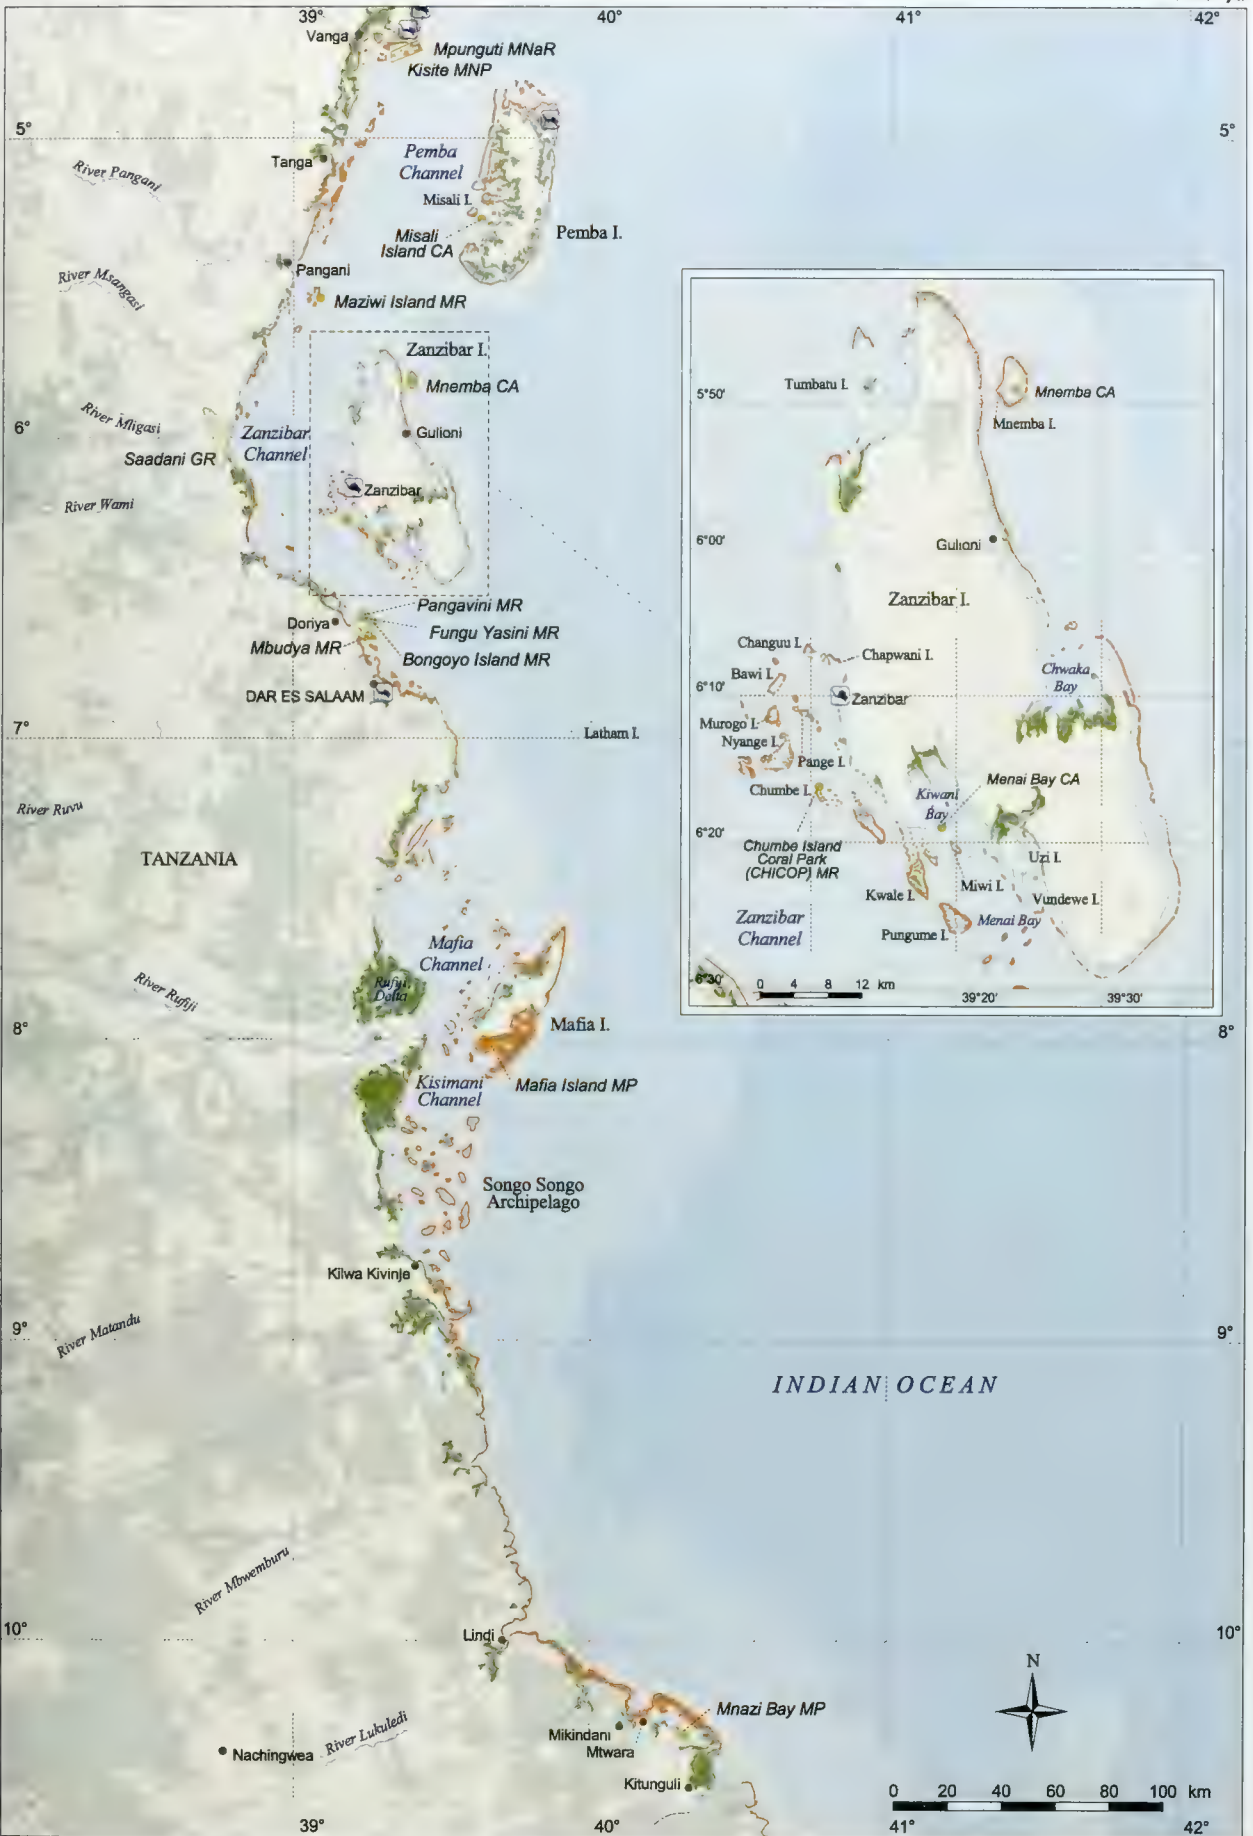 39°
40°
41°
42°
Vanga
Mpunguti MNaR
Kisite MNP
5°
5°
River Pangani
Tanga
Pemba
Channel
Misali I.
Misali
Island CA
Pemba I.
River Msangasi
Pangani
Maziwi Island MR
Zanzibar I.
Mnemba CA
6°
River Mligasi
Zanzibar
Channel
Gulioni
Saadani GR
Zanzibar
River Wami
Pangavini MR
Doriya
Fungu Yasini MR
Mbudya MR
Bongoyo Island MR
DAR ES SALAAM
7°
Latham I.
River Ruvu
TANZANIA
Mafia
Channel
River Rufiji
Rufiji
Delta
8°
8°
Mafia I.
Kisimani
Channel
Mafia Island MP
Songo Songo
Archipelago
Kilwa Kivinje
River Matandu
9°
9°
INDIAN OCEAN
River Mbwemburu
10°
10°
Lindi
N
Mnazi Bay MP
Mikindani
Mtwara
River Lukuledi
Nachingwea
Kitunguli
0 20 40 60 80 100 km
39°
40°
41°
42°
Tumbatu I.
5°50'
Mnemba CA
Mnemba I.
6°00'
Gulioni
Zanzibar I.
Changuu I.
Chapwani I.
Chwaka
Bay
Bawi I.
6°10'
Zanzibar
Murogo I.
Nyange I.
Pange I.
Menai Bay CA
Chumbe I.
Kiwani
Bay
6°20'
Chumbe Island
Coral Park
(CHICOP) MR
Uzi I.
Miwi I.
Kwale I.
Vundewe I.
Zanzibar
Channel
Menai Bay
Pungume I.
6°30'
0 4 8 12 km
39°20'
39°30'